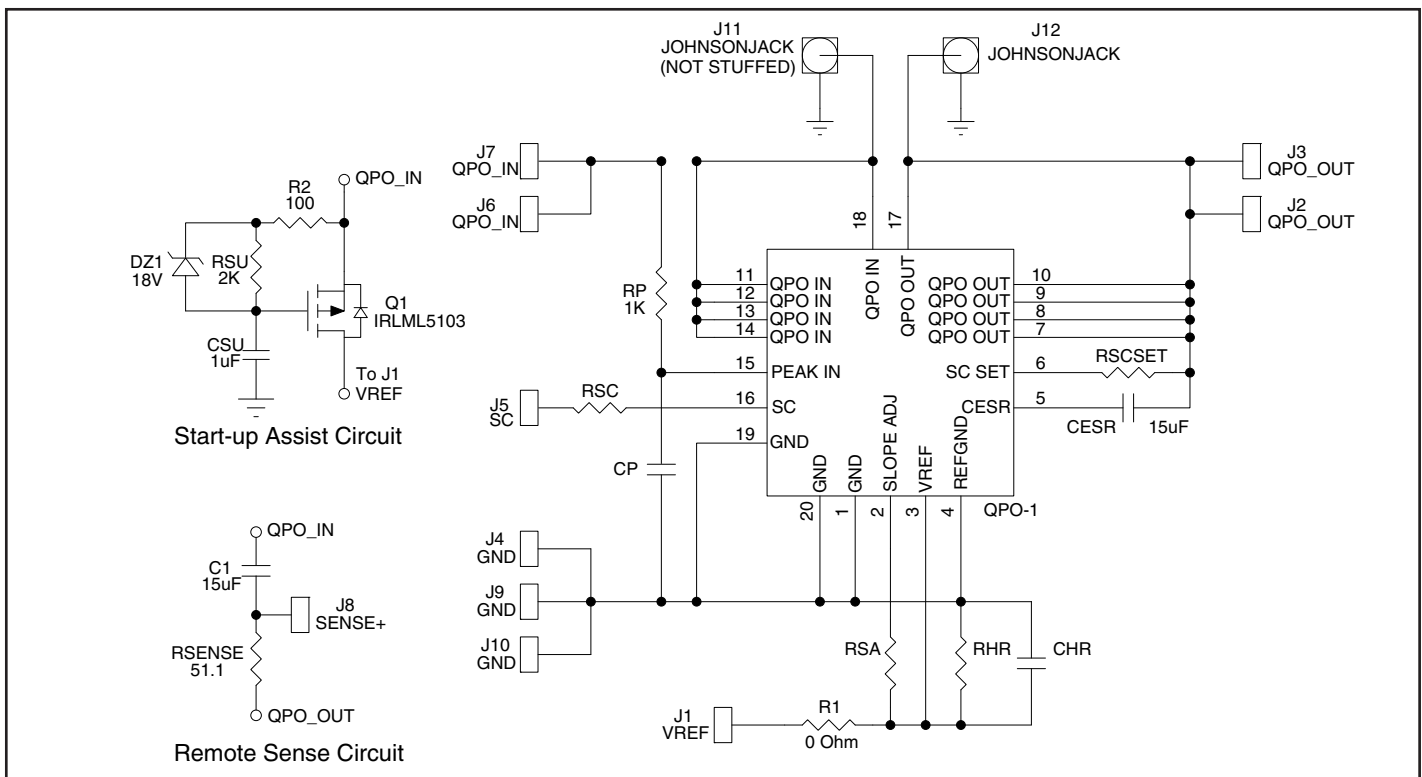 J11
JOHNSONJACK
(NOT STUFFED)
J12
JOHNSONJACK
J7
QPO_IN
J6
QPO_IN
J3
QPO_OUT
J2
QPO_OUT
QPO_IN
R2
100
DZ1
18V
RSU
2K
Q1
IRLML5103
CSU
1uF
To J1
VREF
Start-up Assist Circuit
RP
1K
18
17
QPO IN
QPO OUT
11 QPO IN
12 QPO IN
13 QPO IN
14 QPO IN
15 PEAK IN
16 SC
19 GND
QPO OUT 10
QPO OUT 9
QPO OUT 8
QPO OUT 7
SC SET 6
CESR 5
RSCSET
CESR 15uF
J5
SC
RSC
CP
GND
GND
SLOPE ADJ
VREF
REFGND
20
1
2
3
4
QPO-1
J4
GND
J9
GND
J10
GND
RSA
RHR
CHR
J1
VREF
R1
0 Ohm
QPO_IN
C1
15uF
J8
SENSE+
RSENSE
51.1
QPO_OUT
Remote Sense Circuit